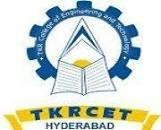 TKR College of Engineering and Technology
TKRCET
HYDERABAD